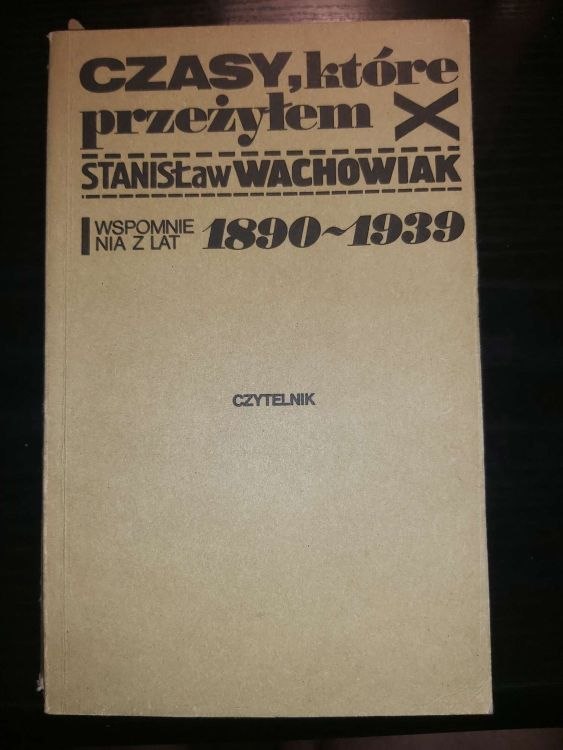 CZASY, które
przeżyłem X
STANISŁAW WACHOWIAK
WSPOMNIE
NIA Z LAT 1890~1939
CZYTELNIK